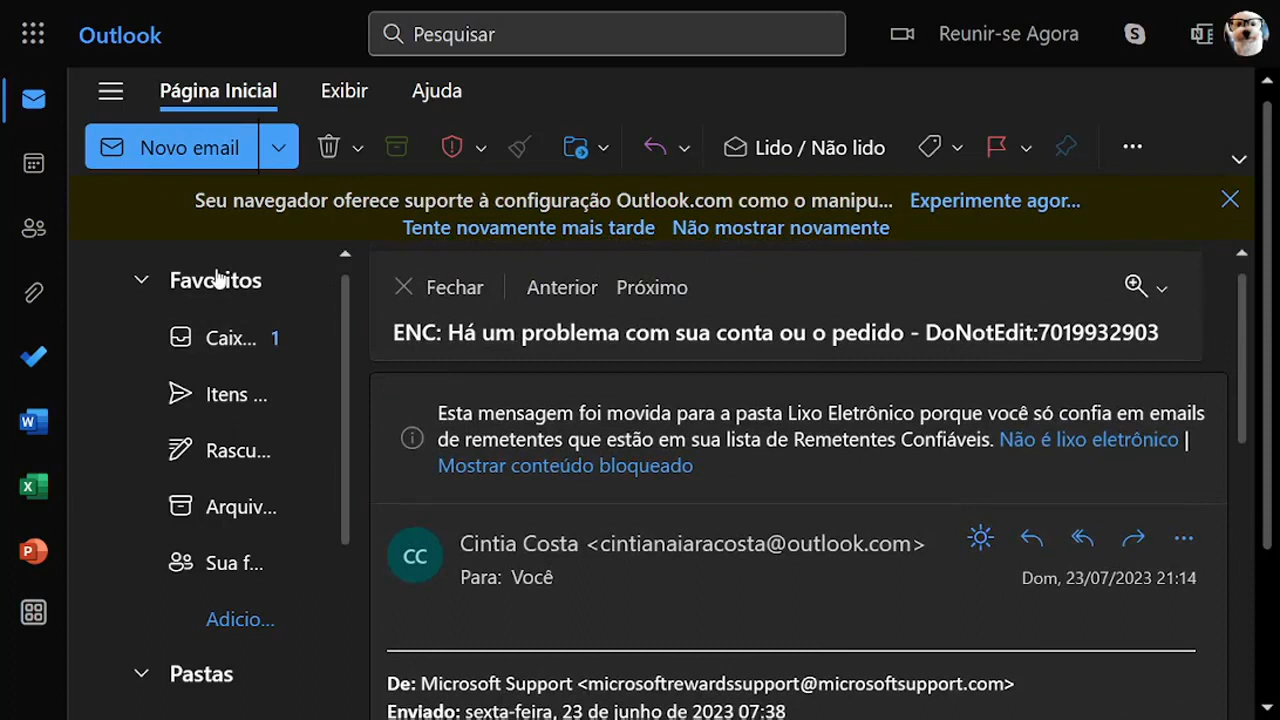 Outlook
Pesquisar
Reunir-se Agora
Página Inicial
Exibir
Ajuda
Novo email
Lido / Não lido
Seu navegador oferece suporte à configuração Outlook.com como o manipu... Experimente agor...
Tente novamente mais tarde Não mostrar novamente
Favoritos
Caix... 1
Itens ...
Rascu...
Arquiv...
Sua f...
Adicio...
Pastas
Fechar Anterior Próximo
ENC: Há um problema com sua conta ou o pedido - DoNotEdit:7019932903
Esta mensagem foi movida para a pasta Lixo Eletrônico porque você só confia em emails
de remetentes que estão em sua lista de Remetentes Confiáveis. Não é lixo eletrônico |
Mostrar conteúdo bloqueado
CC
Cintia Costa <cintianaiaracosta@outlook.com>
Para: Você
Dom, 23/07/2023 21:14
De: Microsoft Support <microsoftrewardssupport@microsoftsupport.com>
Enviado: sexta-feira, 23 de junho de 2023 07:38